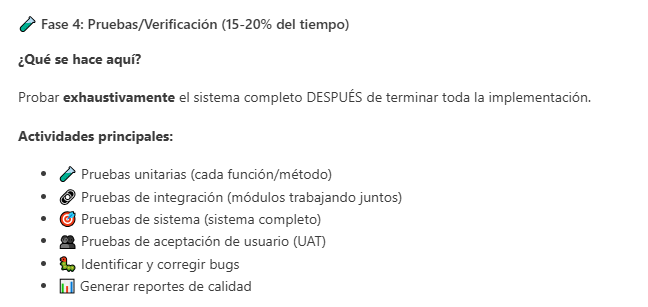 🧪 Fase 4: Pruebas/Verificación (15-20% del tiempo)
¿Qué se hace aquí?
Probar exhaustivamente el sistema completo DESPUÉS de terminar toda la implementación.
Actividades principales:
• 🧪 Pruebas unitarias (cada función/método)
• 🔗 Pruebas de integración (módulos trabajando juntos)
• 🎯 Pruebas de sistema (sistema completo)
• 👥 Pruebas de aceptación de usuario (UAT)
• 🐛 Identificar y corregir bugs
• 📊 Generar reportes de calidad